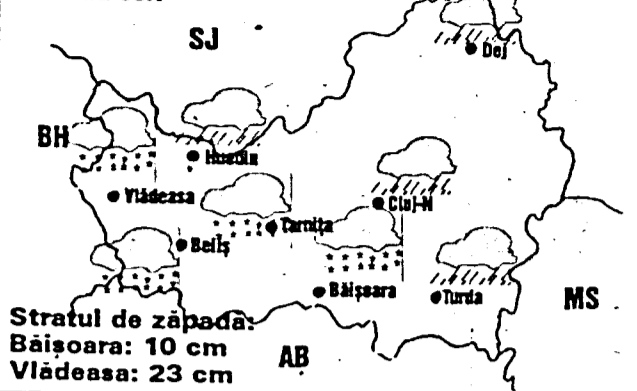 SJ
Dej
BH
Huedin
Vlădeasa
Cluj-N
Tarnița
Beliș
Băișoara
Turda
MS
Stratul de zăpadă:
Băișoara: 10 cm
Vlădeasa: 23 cm
AB